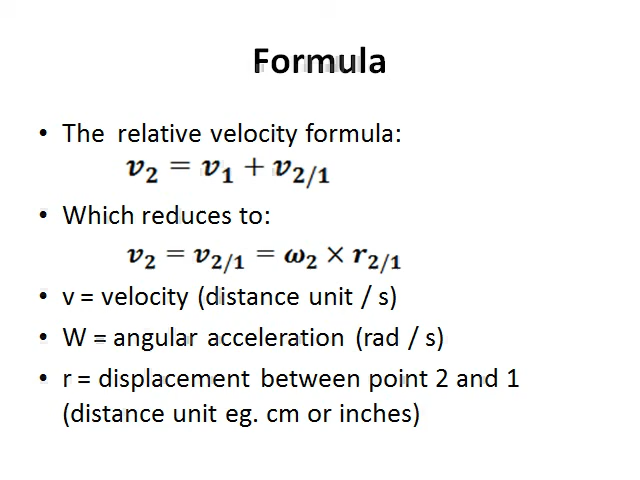 Formula
• The relative velocity formula:
v₂ = v₁ + v₂/₁
• Which reduces to:
v₂ = v₂/₁ = ω₂ × r₂/₁
• v = velocity (distance unit / s)
• W = angular acceleration (rad / s)
• r = displacement between point 2 and 1
(distance unit eg. cm or inches)